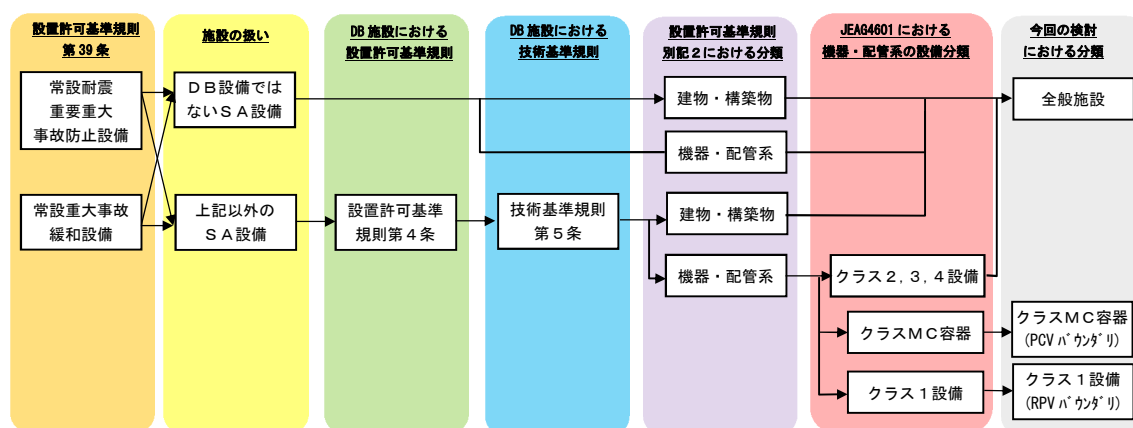 設置許可基準規則
第39条
施設の扱い
DB施設における
設置許可基準規則
DB施設における
技術基準規則
設置許可基準規則
別記2における分類
JEAG4601における
機器・配管系の設備分類
今回の検討
における分類
常設耐震
重要重大
事故防止設備
DB設備では
ないSA設備
建物・構築物
全般施設
機器・配管系
常設重大事故
緩和設備
上記以外の
SA設備
設置許可基準
規則第4条
技術基準規則
第5条
建物・構築物
機器・配管系
クラス2,3,4設備
クラスMC容器
クラスMC容器
(PCVバウンダリ)
クラス1設備
クラス1設備
(RPVバウンダリ)